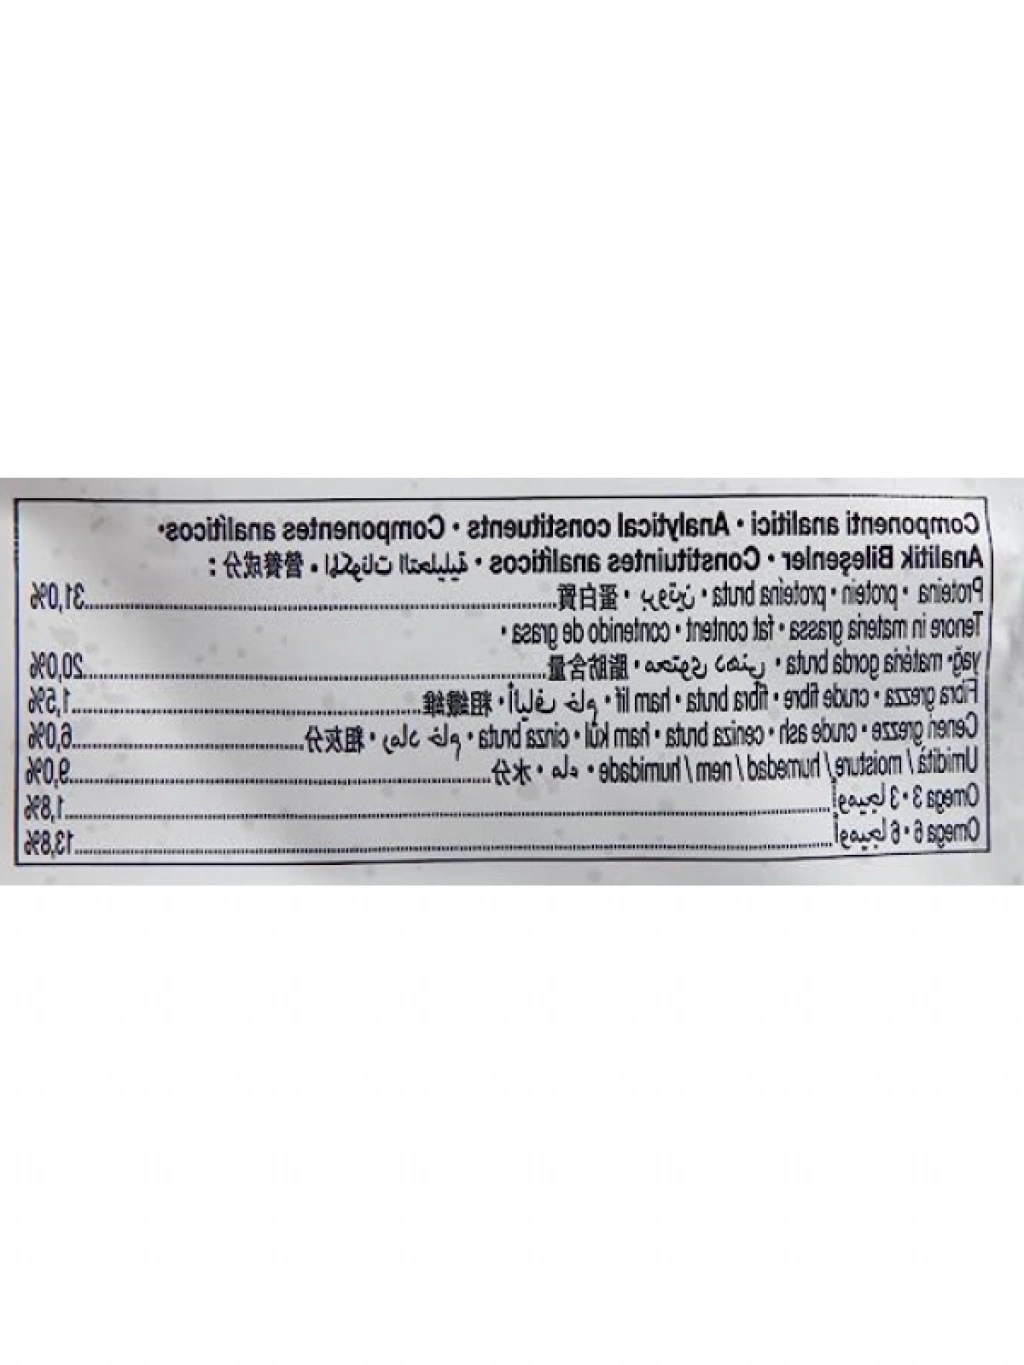 Componenti analitici • Analytical constituents • Componentes analíticos•
Analitik Bileşenler • Constituintes analíticos • المكونات التحليلية • 營養成分 :
Proteina • protein • proteína bruta • بروتين • 蛋白質 31,0%
Tenore in materia grassa • fat content • contenido de grasa •
yağ• matéria gorda bruta • محتوى دهني • 脂肪含量 20,0%
Fibra grezza • crude fibre • fibra bruta • ham lif • ألياف خام • 粗纖維 1,5%
Ceneri grezze • crude ash • ceniza bruta • ham kül • cinza bruta • رماد خام • 粗灰分 6,0%
Umidità / moisture/ humedad / nem / humidade • ماء • 水分 9,0%
Omega 3 • 3 أوميجا 1,8%
Omega 6 • 6 أوميجا 13,8%